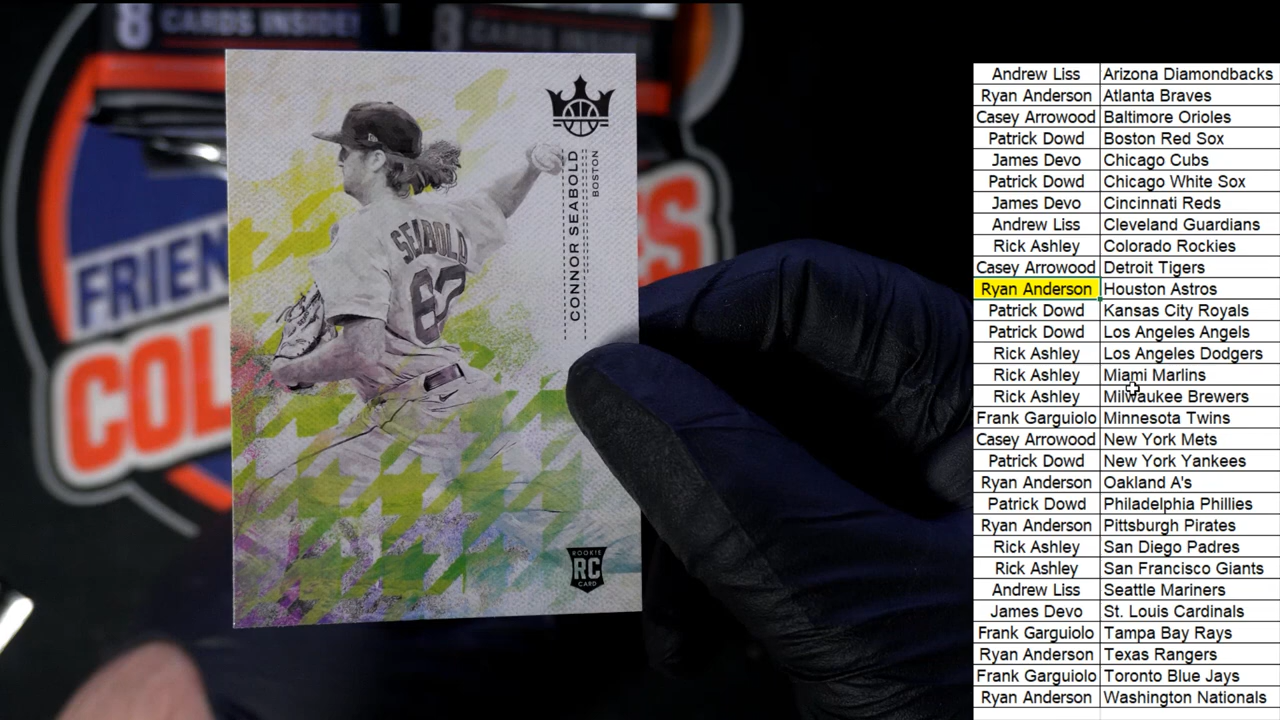 8 CARDS INSIDE!
CARDS INSIDE!
FRIEN
COL
ES
CONNOR SEABOLD
BOSTON
SEABOLD
67
ROOKIE
RC
CARD
Andrew Liss Arizona Diamondbacks
Ryan Anderson Atlanta Braves
Casey Arrowood Baltimore Orioles
Patrick Dowd Boston Red Sox
James Devo Chicago Cubs
Patrick Dowd Chicago White Sox
James Devo Cincinnati Reds
Andrew Liss Cleveland Guardians
Rick Ashley Colorado Rockies
Casey Arrowood Detroit Tigers
Ryan Anderson Houston Astros
Patrick Dowd Kansas City Royals
Patrick Dowd Los Angeles Angels
Rick Ashley Los Angeles Dodgers
Rick Ashley Miami Marlins
Rick Ashley Milwaukee Brewers
Frank Garguiolo Minnesota Twins
Casey Arrowood New York Mets
Patrick Dowd New York Yankees
Ryan Anderson Oakland A's
Patrick Dowd Philadelphia Phillies
Ryan Anderson Pittsburgh Pirates
Rick Ashley San Diego Padres
Rick Ashley San Francisco Giants
Andrew Liss Seattle Mariners
James Devo St. Louis Cardinals
Frank Garguiolo Tampa Bay Rays
Ryan Anderson Texas Rangers
Frank Garguiolo Toronto Blue Jays
Ryan Anderson Washington Nationals